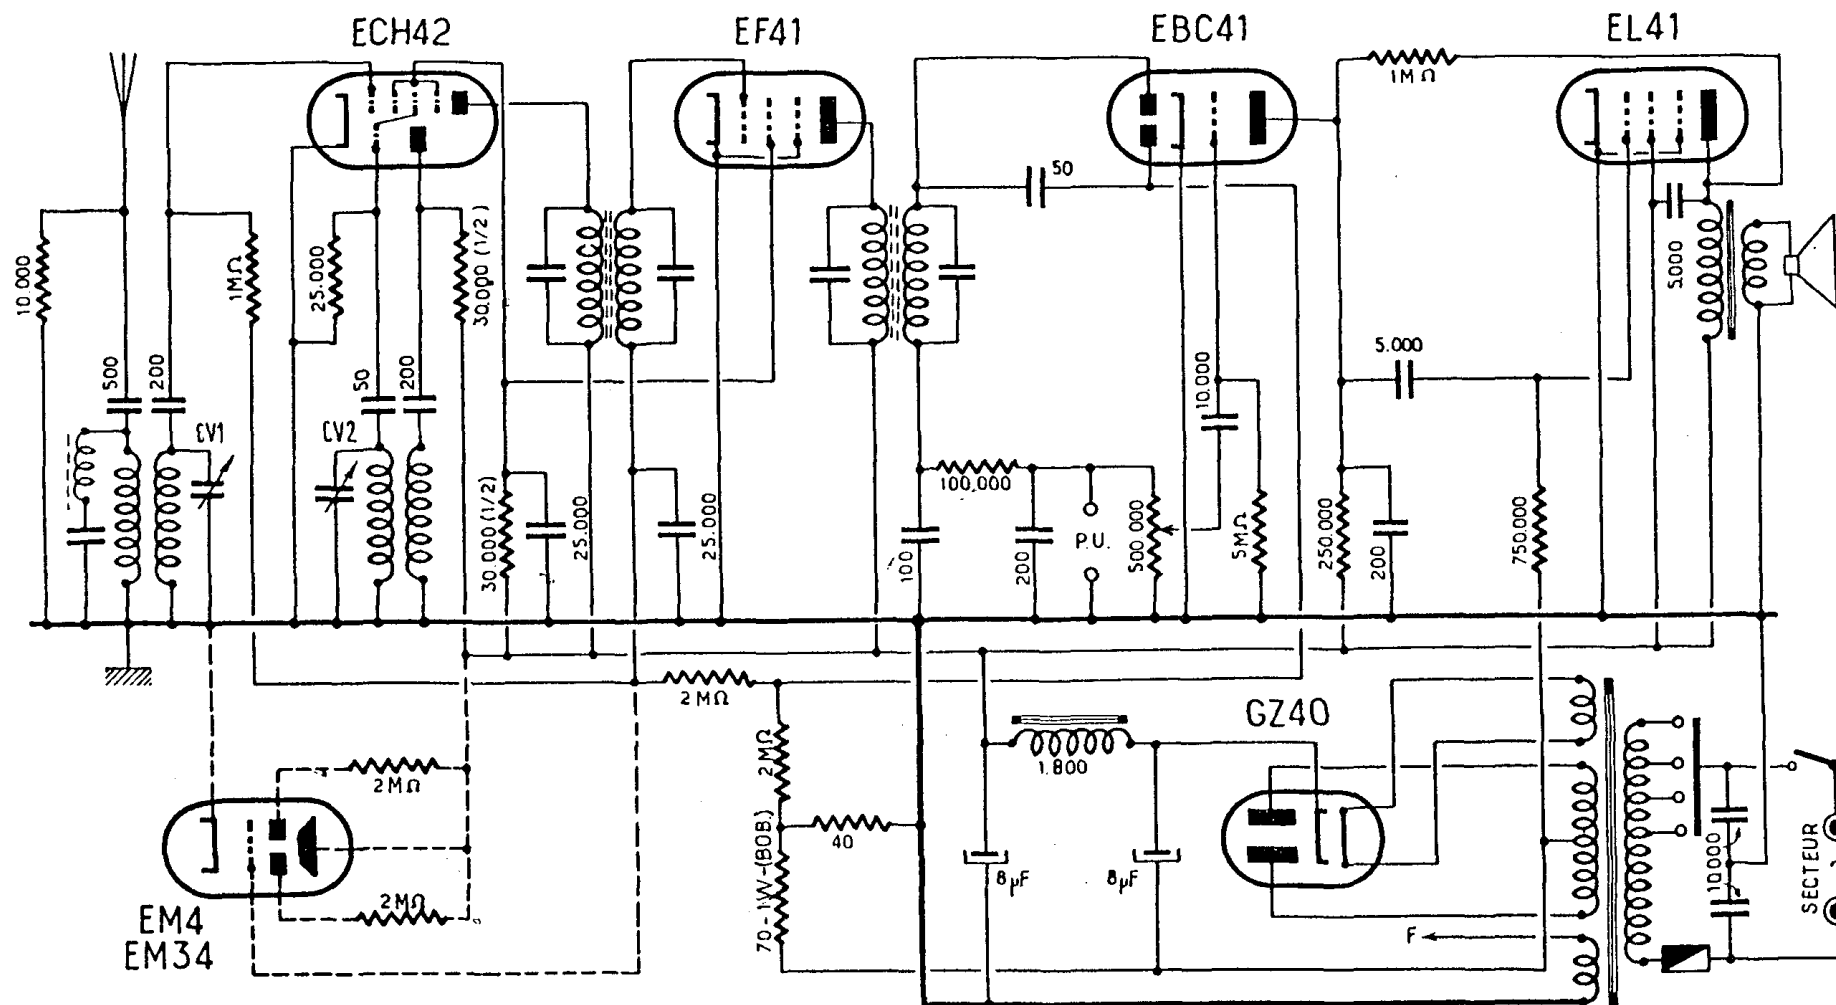 ECH42
EF41
EBC41
EL41
1MΩ
50
10.000
1MΩ
25.000
30.000 (1/2)
5.000
500
200
50
200
5.000
10.000
CV1
CV2
100.000
30.000 (1/2)
25.000
25.000
100
200
P.U.
500.000
5MΩ
250.000
200
750.000
2MΩ
GZ40
2MΩ
1.800
2MΩ
40
8µF
8µF
70-1W-(BOB.)
2MΩ
10.000
SECTEUR
EM4
EM34
F